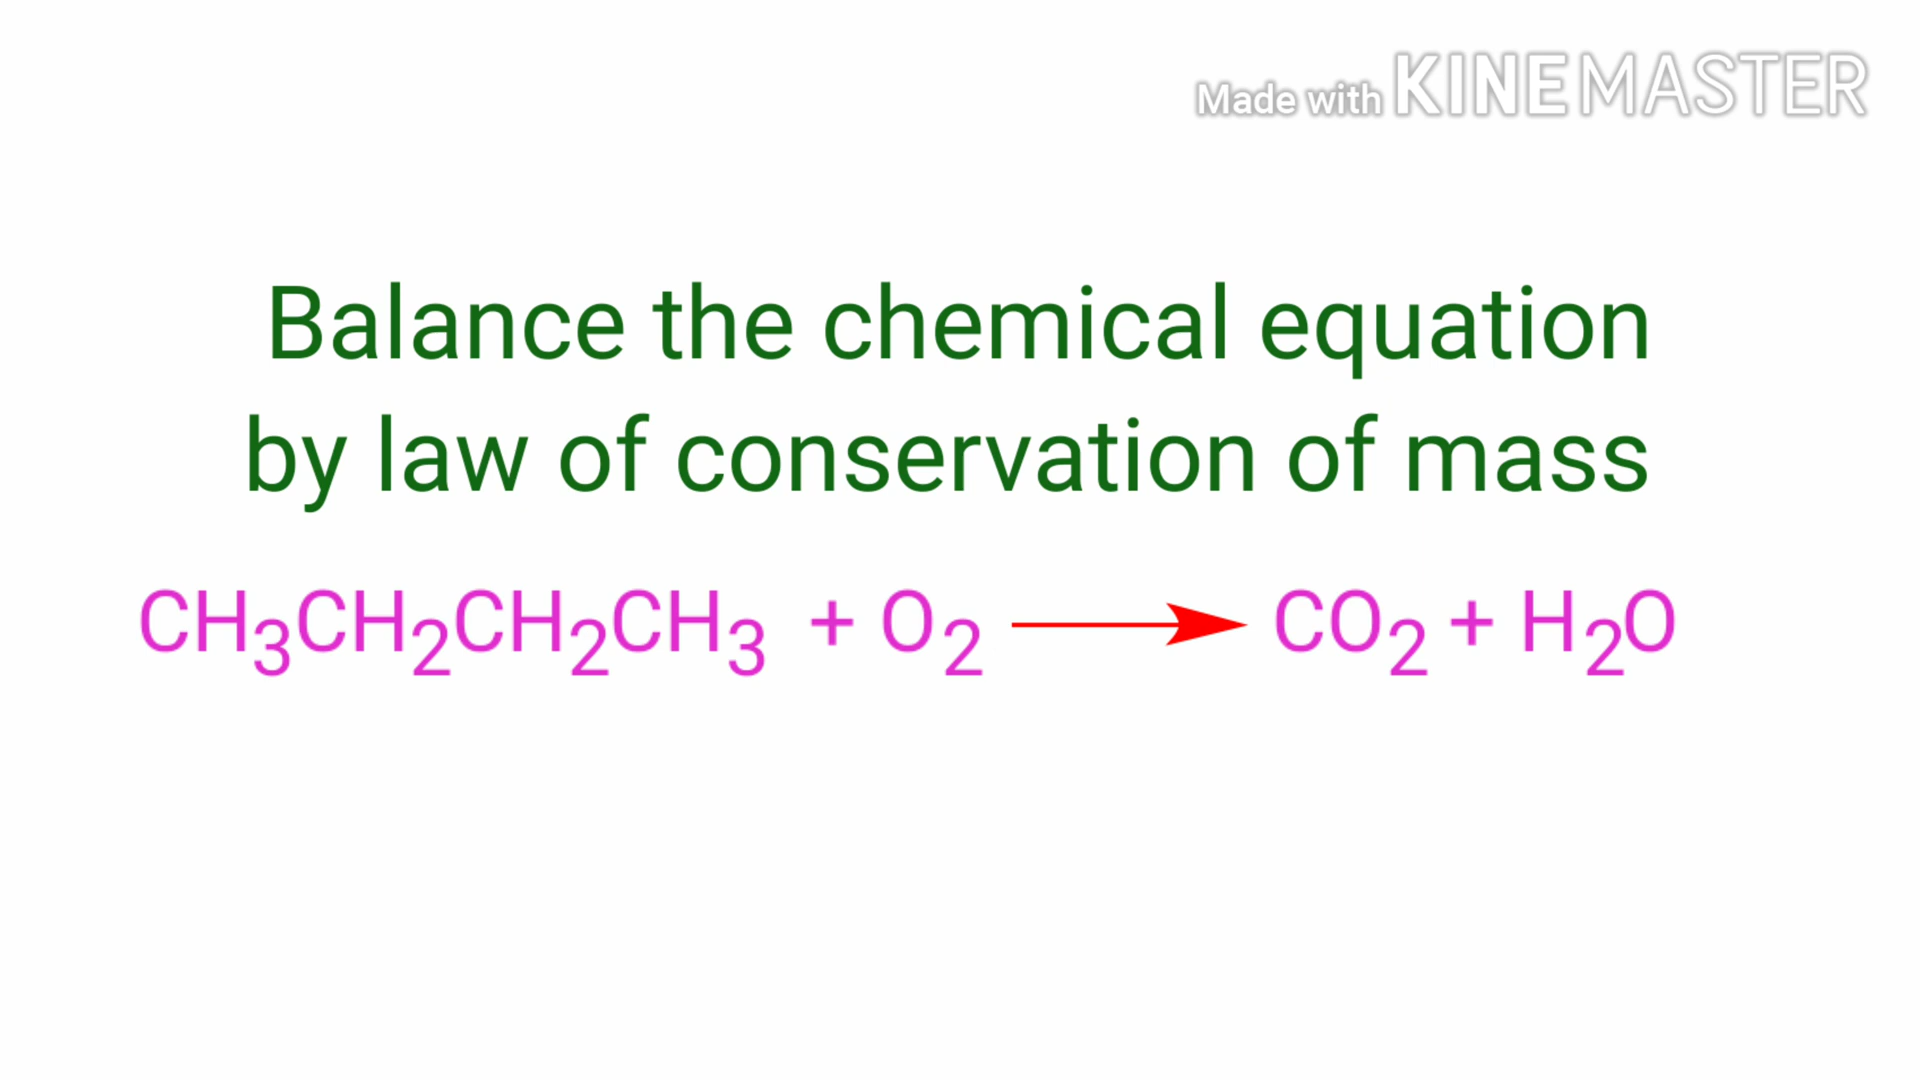 Made with KINEMASTER
Balance the chemical equation
by law of conservation of mass
CH₃CH₂CH₂CH₃ + O₂ ⟶ CO₂ + H₂O